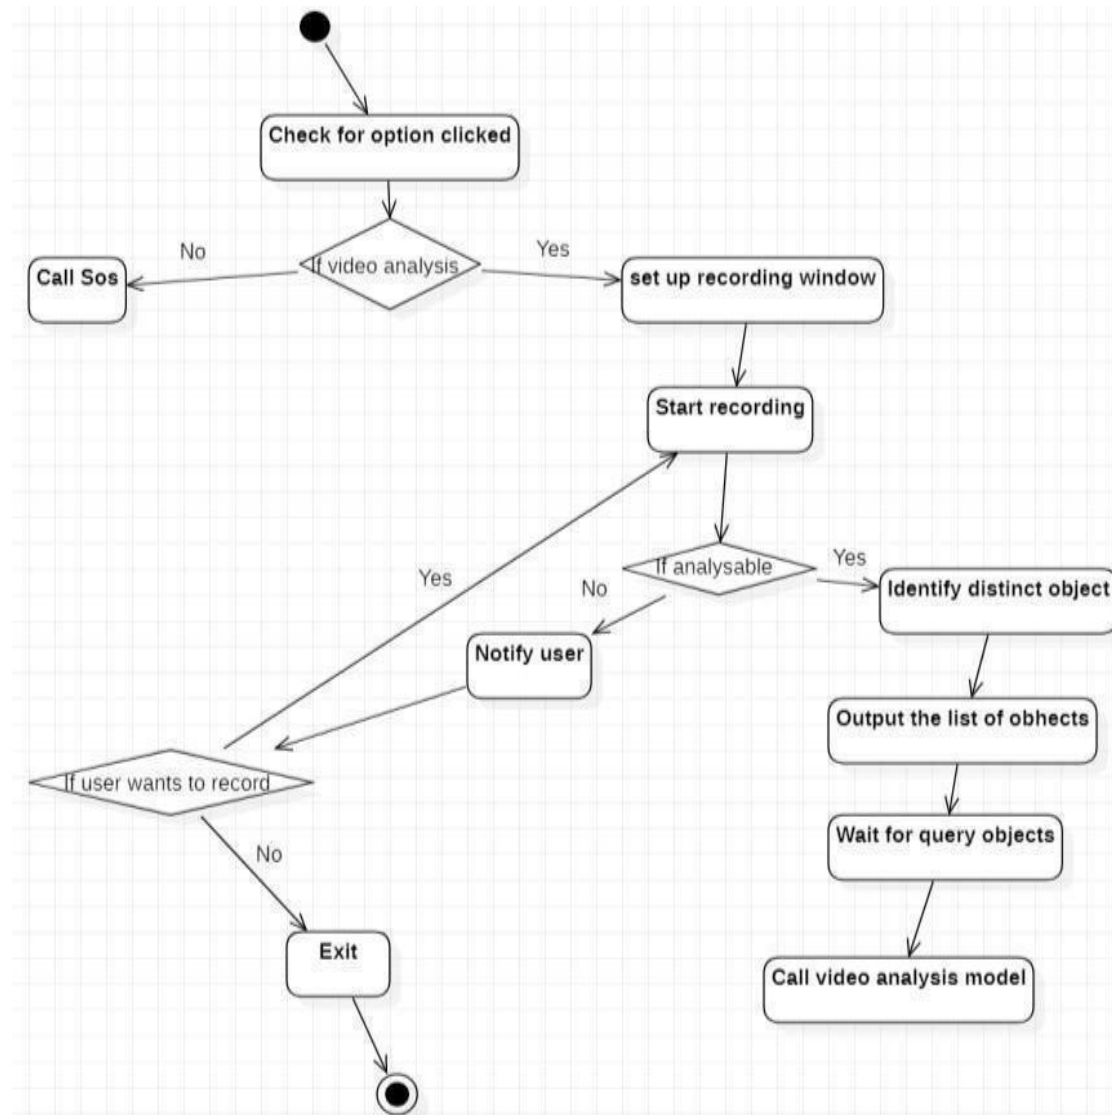 Check for option clicked
No
If video analysis
Yes
Call Sos
set up recording window
Start recording
If analysable
Yes
No
Identify distinct object
Yes
Notify user
Output the list of obhects
If user wants to record
Wait for query objects
No
Exit
Call video analysis model